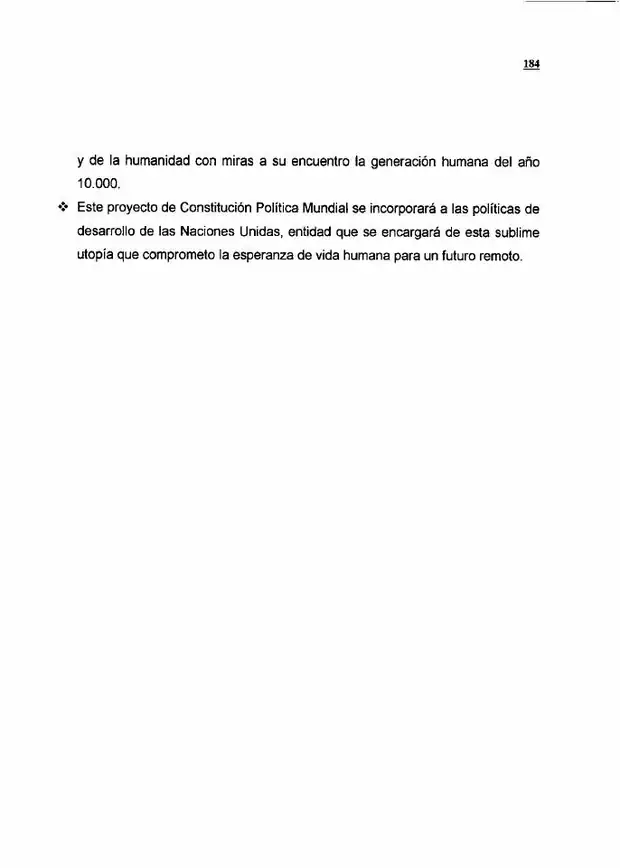 184
y de la humanidad con miras a su encuentro la generación humana del año
10.000.
❖ Este proyecto de Constitución Política Mundial se incorporará a las políticas de
desarrollo de las Naciones Unidas, entidad que se encargará de esta sublime
utopía que comprometo la esperanza de vida humana para un futuro remoto.